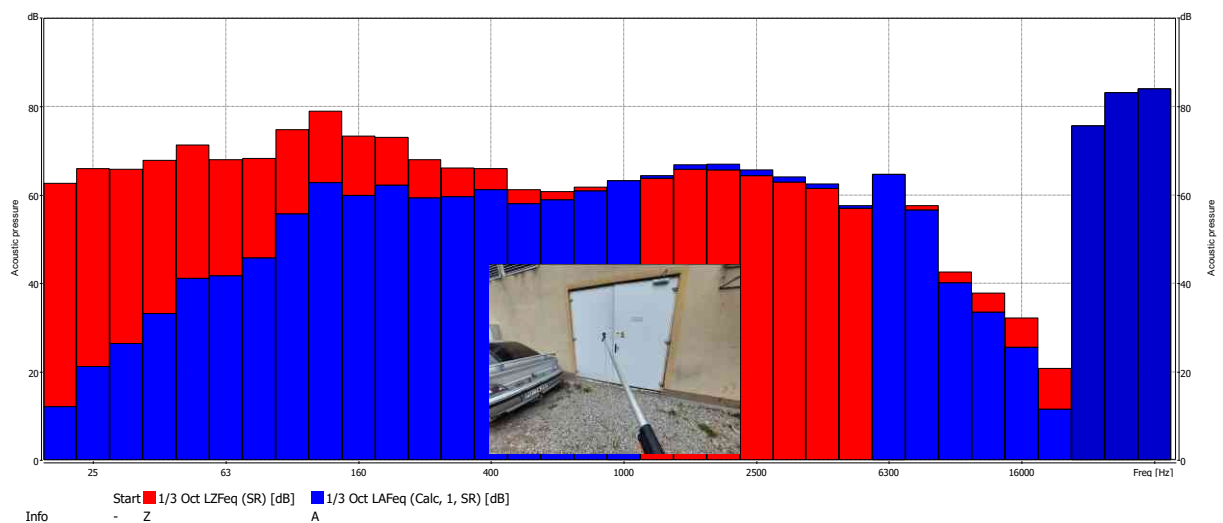 dB dB
80 80
60 60
40 40
20 20
0 0
Acoustic pressure Acoustic pressure
25 63 160 400 1000 2500 6300 16000 Freq [Hz]
Start 1/3 Oct LZFeq (SR) [dB] 1/3 Oct LAFeq (Calc, 1, SR) [dB]
Info - Z A